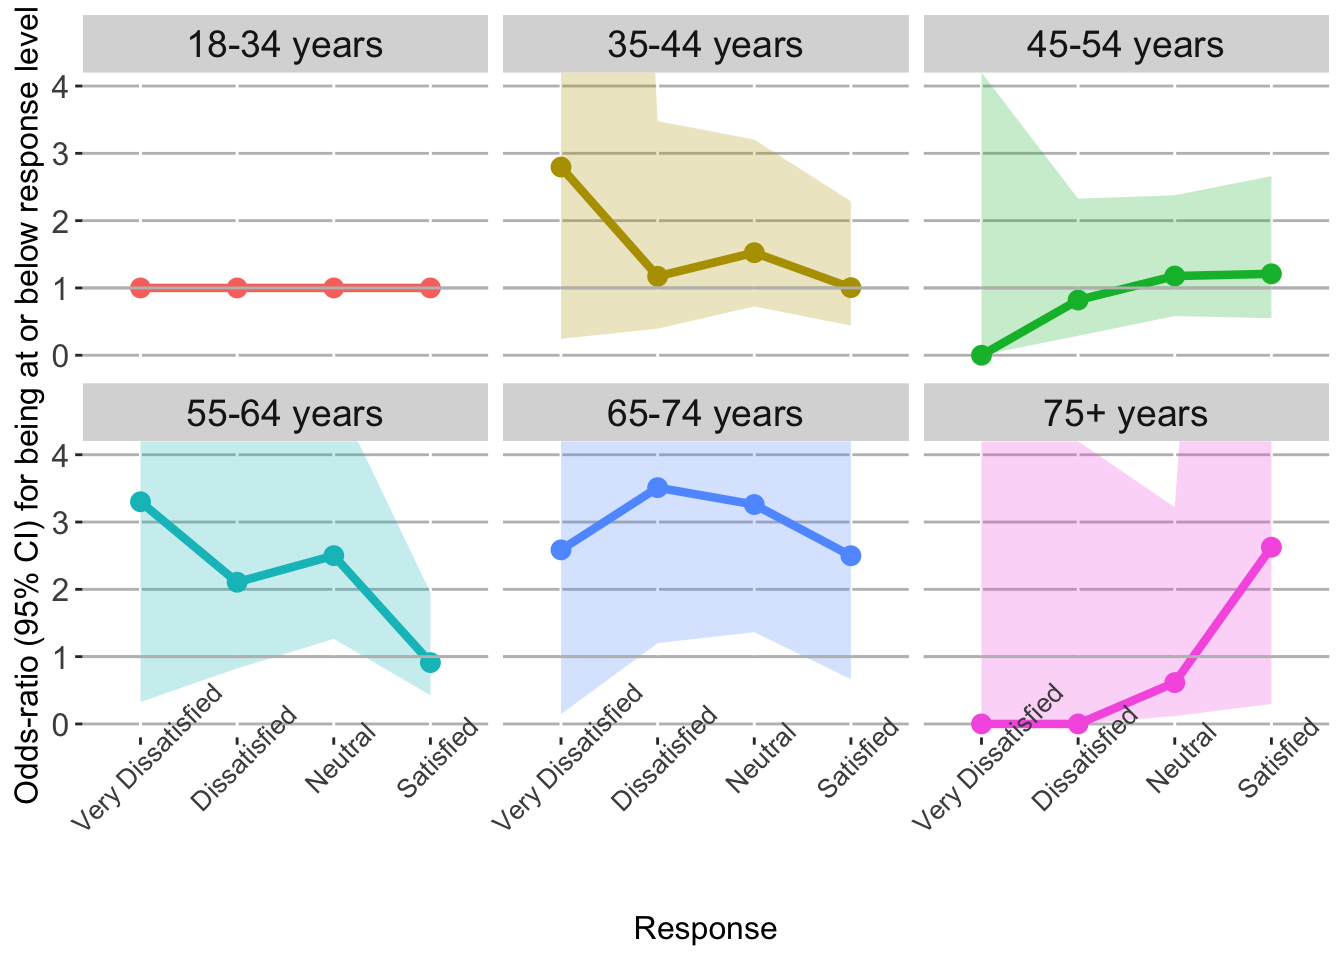 Odds-ratio (95% CI) for being at or below response level
18-34 years
35-44 years
45-54 years
4
3
2
1
0
55-64 years
65-74 years
75+ years
4
3
2
1
0
Very Dissatisfied
Dissatisfied
Neutral
Satisfied
Very Dissatisfied
Dissatisfied
Neutral
Satisfied
Very Dissatisfied
Dissatisfied
Neutral
Satisfied
Response